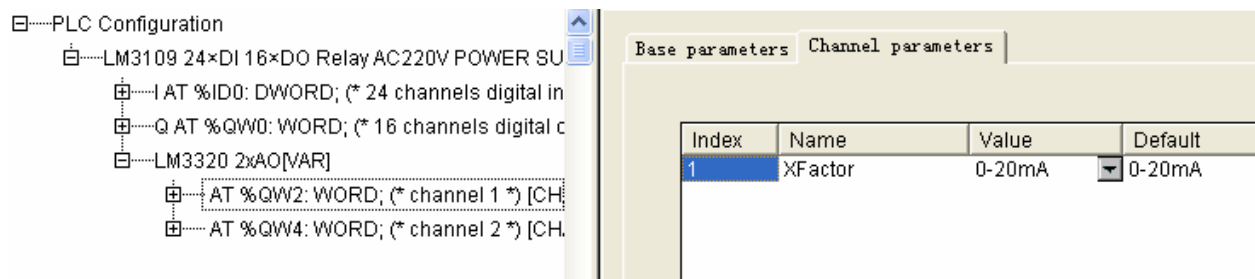 PLC Configuration
LM3109 24×DI 16×DO Relay AC220V POWER SU
I AT %ID0: DWORD; (* 24 channels digital in
Q AT %QW0: WORD; (* 16 channels digital c
LM3320 2xAO[VAR]
AT %QW2: WORD; (* channel 1 *) [CH
AT %QW4: WORD; (* channel 2 *) [CH.
Base parameters Channel parameters
Index Name Value Default
1 XFactor 0-20mA 0-20mA